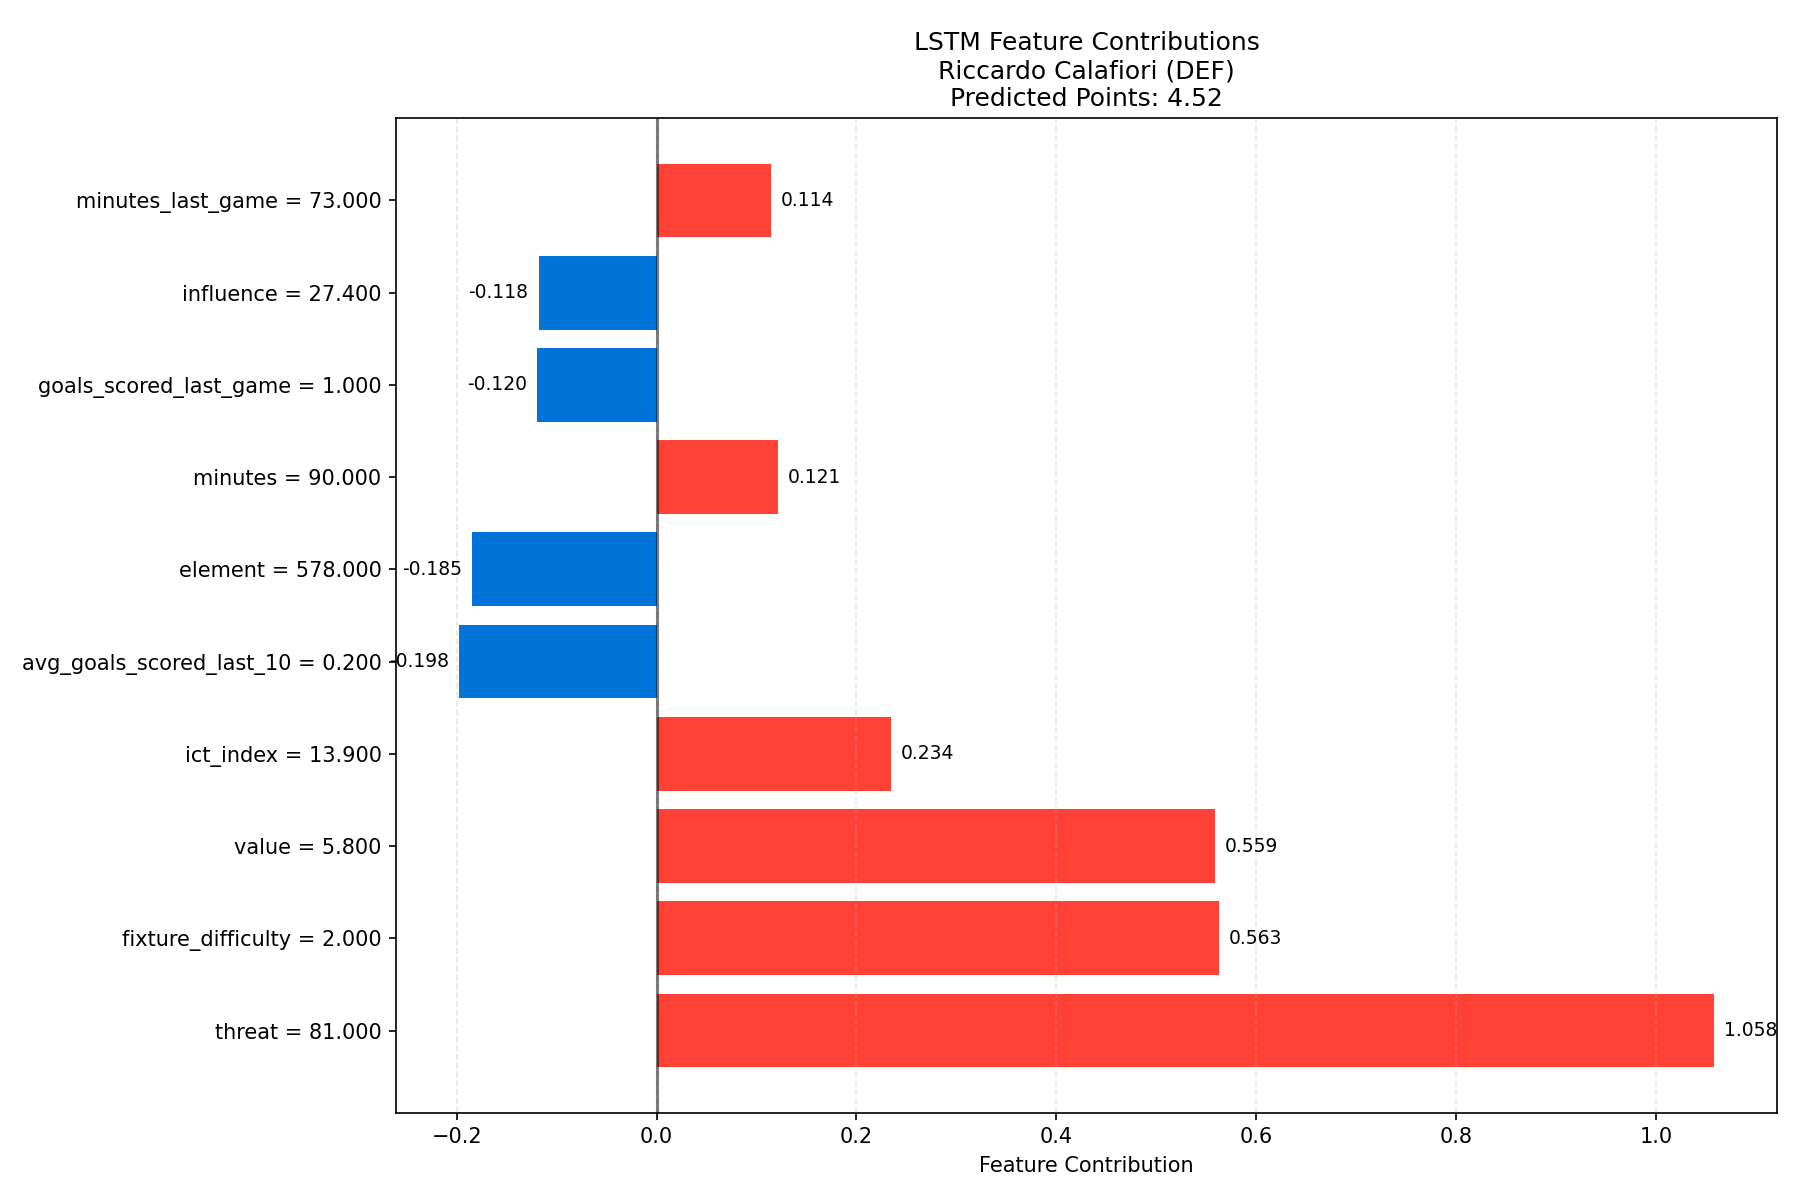 LSTM Feature Contributions
Riccardo Calafiori (DEF)
Predicted Points: 4.52
minutes_last_game = 73.000 0.114
influence = 27.400 -0.118
goals_scored_last_game = 1.000 -0.120
minutes = 90.000 0.121
element = 578.000 -0.185
avg_goals_scored_last_10 = 0.200 -0.198
ict_index = 13.900 0.234
value = 5.800 0.559
fixture_difficulty = 2.000 0.563
threat = 81.000 1.058
−0.2 0.0 0.2 0.4 0.6 0.8 1.0
Feature Contribution